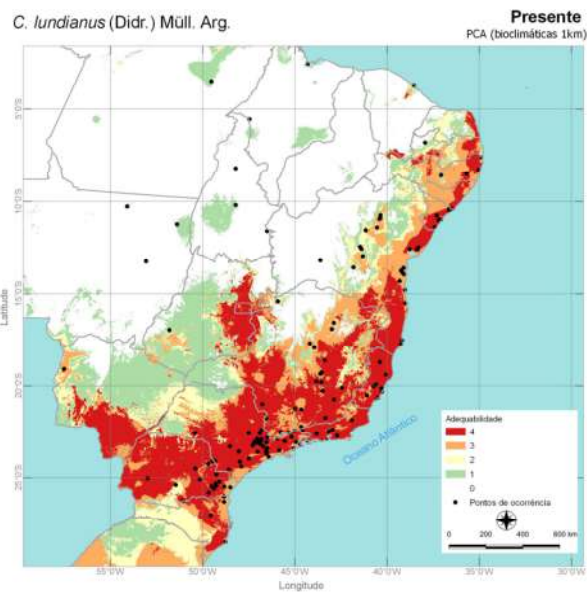 C. lundianus (Didr.) Müll. Arg.
Presente
PCA (bioclimáticas 1km)
5°0'S
10°0'S
15°0'S
20°0'S
25°0'S
Latitude
Oceano Atlântico
Adequabilidade
4
3
2
1
0
Pontos de ocorrência
0 200 400 800 km
55°0'W 50°0'W 45°0'W 40°0'W 35°0'W 30°0'W
Longitude